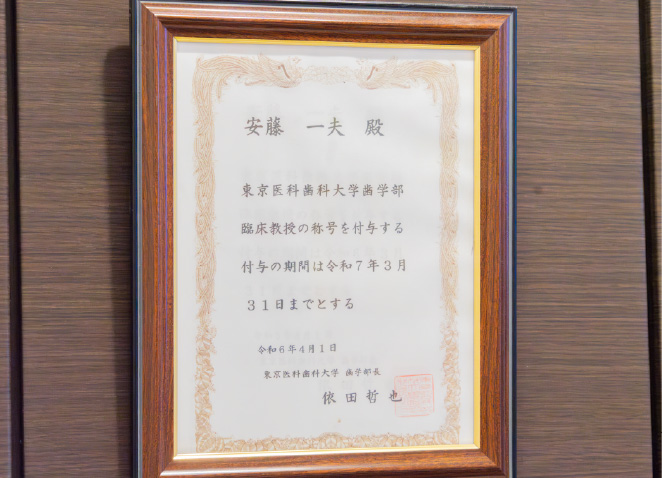 安藤 一夫 殿
東京医科歯科大学歯学部
臨床教授の称号を付与する
付与の期間は令和7年3月
31日までとする
令和6年4月1日
東京医科歯科大学 歯学部長
依田哲也